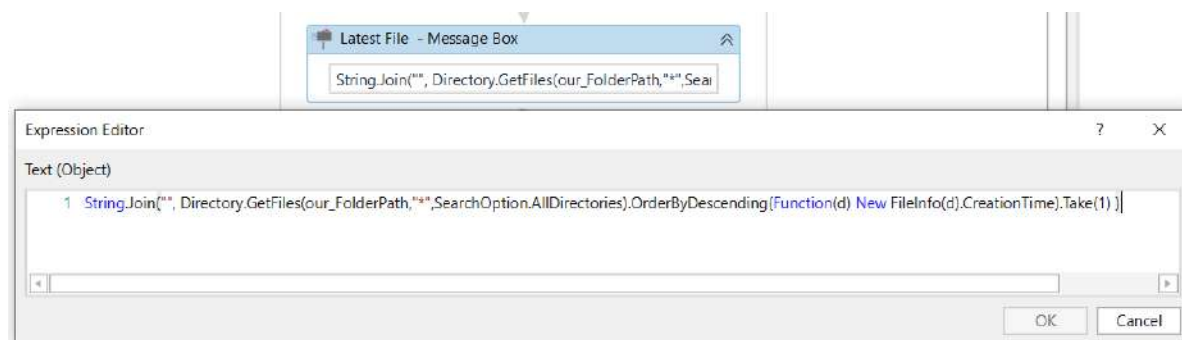 Latest File - Message Box
String.Join("", Directory.GetFiles(our_FolderPath,"*",Sear
Expression Editor ? ×
Text (Object)
1 String.Join("", Directory.GetFiles(our_FolderPath,"*",SearchOption.AllDirectories).OrderByDescending(Function(d) New FileInfo(d).CreationTime).Take(1) )
OK Cancel